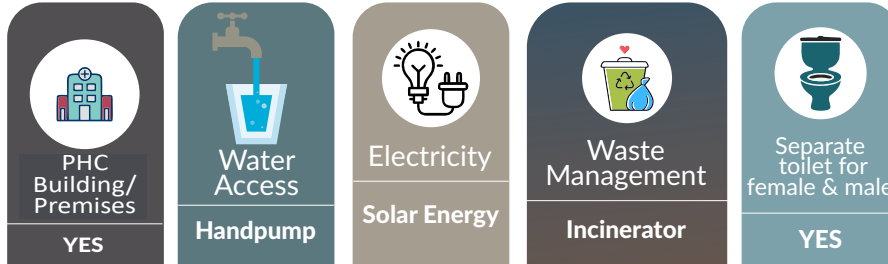 PHC
Building/
Premises
YES
Water
Access
Handpump
Electricity
Solar Energy
Waste
Management
Incinerator
Separate
toilet for
female & male
YES